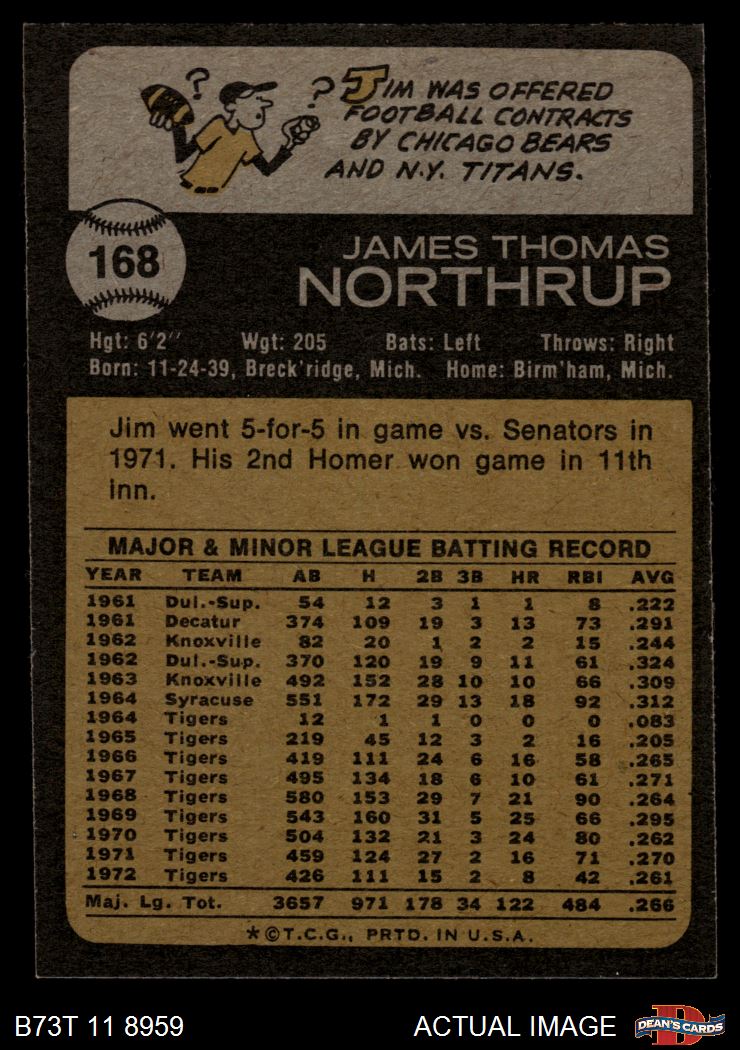 ? ? JIM WAS OFFERED
FOOTBALL CONTRACTS
BY CHICAGO BEARS
AND N.Y. TITANS.
168
JAMES THOMAS
NORTHRUP
Hgt: 6'2" Wgt: 205 Bats: Left Throws: Right
Born: 11-24-39, Breck'ridge, Mich. Home: Birm'ham, Mich.
Jim went 5-for-5 in game vs. Senators in
1971. His 2nd Homer won game in 11th
inn.
MAJOR & MINOR LEAGUE BATTING RECORD
YEAR TEAM AB H 2B 3B HR RBI AVG
1961 Dul.-Sup. 54 12 3 1 1 8 .222
1961 Decatur 374 109 19 3 13 73 .291
1962 Knoxville 82 20 1 2 2 15 .244
1962 Dul.-Sup. 370 120 19 9 11 61 .324
1963 Knoxville 492 152 28 10 10 66 .309
1964 Syracuse 551 172 29 13 18 92 .312
1964 Tigers 12 1 1 0 0 0 .083
1965 Tigers 219 45 12 3 2 16 .205
1966 Tigers 419 111 24 6 16 58 .265
1967 Tigers 495 134 18 6 10 61 .271
1968 Tigers 580 153 29 7 21 90 .264
1969 Tigers 543 160 31 5 25 66 .295
1970 Tigers 504 132 21 3 24 80 .262
1971 Tigers 459 124 27 2 16 71 .270
1972 Tigers 426 111 15 2 8 42 .261
Maj. Lg. Tot. 3657 971 178 34 122 484 .266
*©T.C.G., PRTD. IN U.S.A.
B73T 11 8959 ACTUAL IMAGE D DEAN'S CARDS